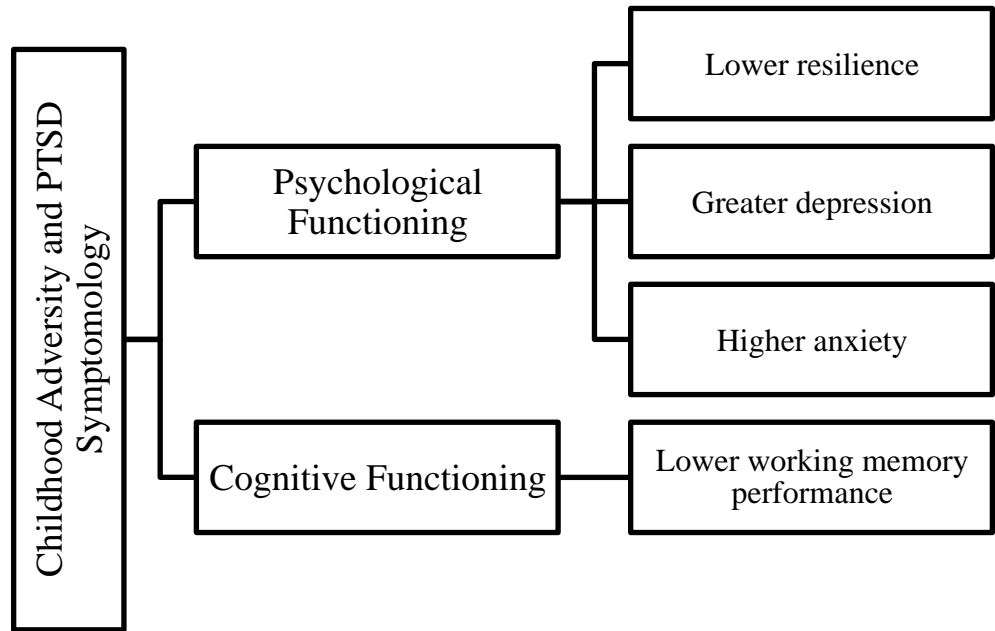 Childhood Adversity and PTSD
Symptomology
Psychological
Functioning
Lower resilience
Greater depression
Higher anxiety
Cognitive Functioning
Lower working memory
performance